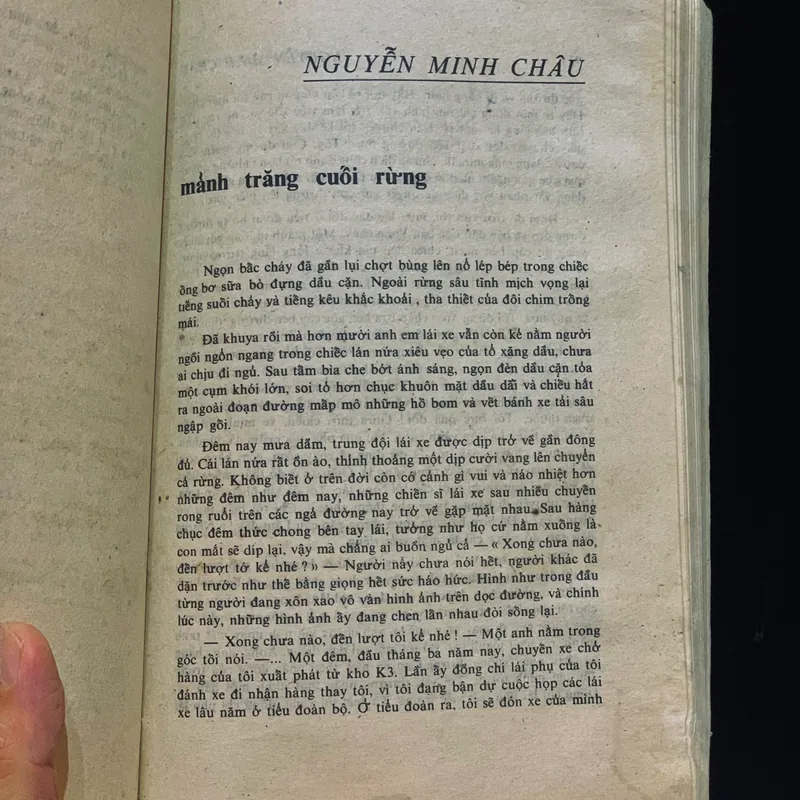 NGUYỄN MINH CHÂU
mảnh trăng cuối rừng
Ngọn bấc cháy đã gần lụi chợt bùng lên nổ lép bép trong chiếc
ống bơ sữa bò đựng dầu cặn. Ngoài rừng sâu tĩnh mịch vọng lại
tiếng suối chảy và tiếng kêu khắc khoải, tha thiết của đôi chim trống
mái.
Đã khuya rồi mà hơn mười anh em lái xe vẫn còn kẻ nằm người
ngồi ngổn ngang trong chiếc lán nứa xiêu vẹo của tổ xăng dầu, chưa
ai chịu đi ngủ. Sau tấm bìa che bớt ánh sáng, ngọn đèn dầu cặn tỏa
một cụm khói lớn, soi tỏ hơn chục khuôn mặt dầu dãi và chiếu hắt
ra ngoài đoạn đường mấp mô những hố bom và vết bánh xe tải sâu
ngập gối.
Đêm nay mưa dầm, trung đội lái xe được dịp trở về gần đông
đủ. Cái lán nứa rất ồn ào, thỉnh thoảng một dịp cười vang lên chuyển
cả rừng. Không biết ở trên đời còn có cảnh gì vui và náo nhiệt hơn
những đêm như đêm nay, những chiến sĩ lái xe sau nhiều chuyến
rong ruổi trên các ngả đường nay trở về gặp mặt nhau. Sau hàng
chục đêm thức chong bên tay lái, tưởng như họ cứ nằm xuống là
con mắt sẽ díp lại, vậy mà chẳng ai buồn ngủ cả — « Xong chưa nào,
đến lượt tớ kể nhé ? » — Người này chưa nói hết, người khác đã
dặn trước như thế bằng giọng hết sức háo hức. Hình như trong đầu
từng người đang xôn xao vô vàn hình ảnh trên dọc đường, và chính
lúc này, những hình ảnh ấy đang chen lấn nhau đòi sống lại.
— Xong chưa nào, đến lượt tôi kể nhé ! — Một anh nằm trong
góc tối nói. —... Một đêm, đầu tháng ba năm nay, chuyến xe chở
hàng của tôi xuất phát từ kho K3. Lần ấy đồng chí lái phụ của tôi
đánh xe đi nhận hàng thay tôi, vì tôi đang bận dự cuộc họp các lái
xe lâu năm ở tiểu đoàn bộ. Ở tiểu đoàn ra, tôi sẽ đón xe của mình